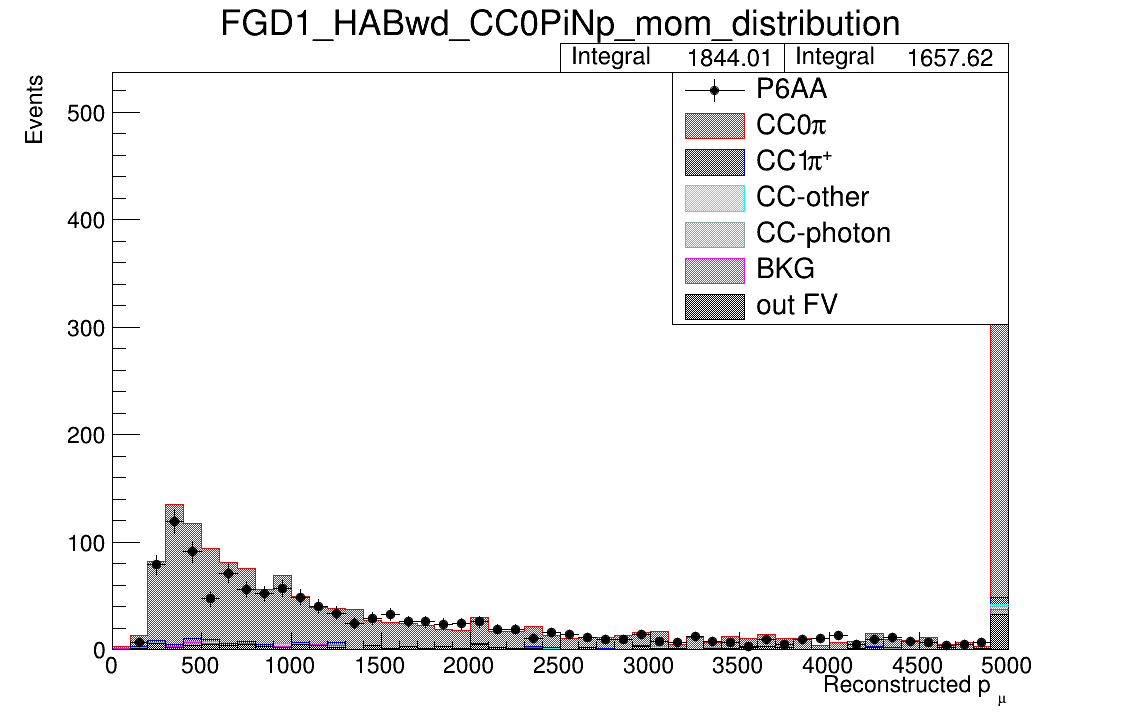 FGD1_HABwd_CC0PiNp_mom_distribution
Integral 1844.01 Integral 1657.62
Events
P6AA
CC0π
CC1π⁺
CC-other
CC-photon
BKG
out FV
500
400
300
200
100
0
0 500 1000 1500 2000 2500 3000 3500 4000 4500 5000
Reconstructed p μ